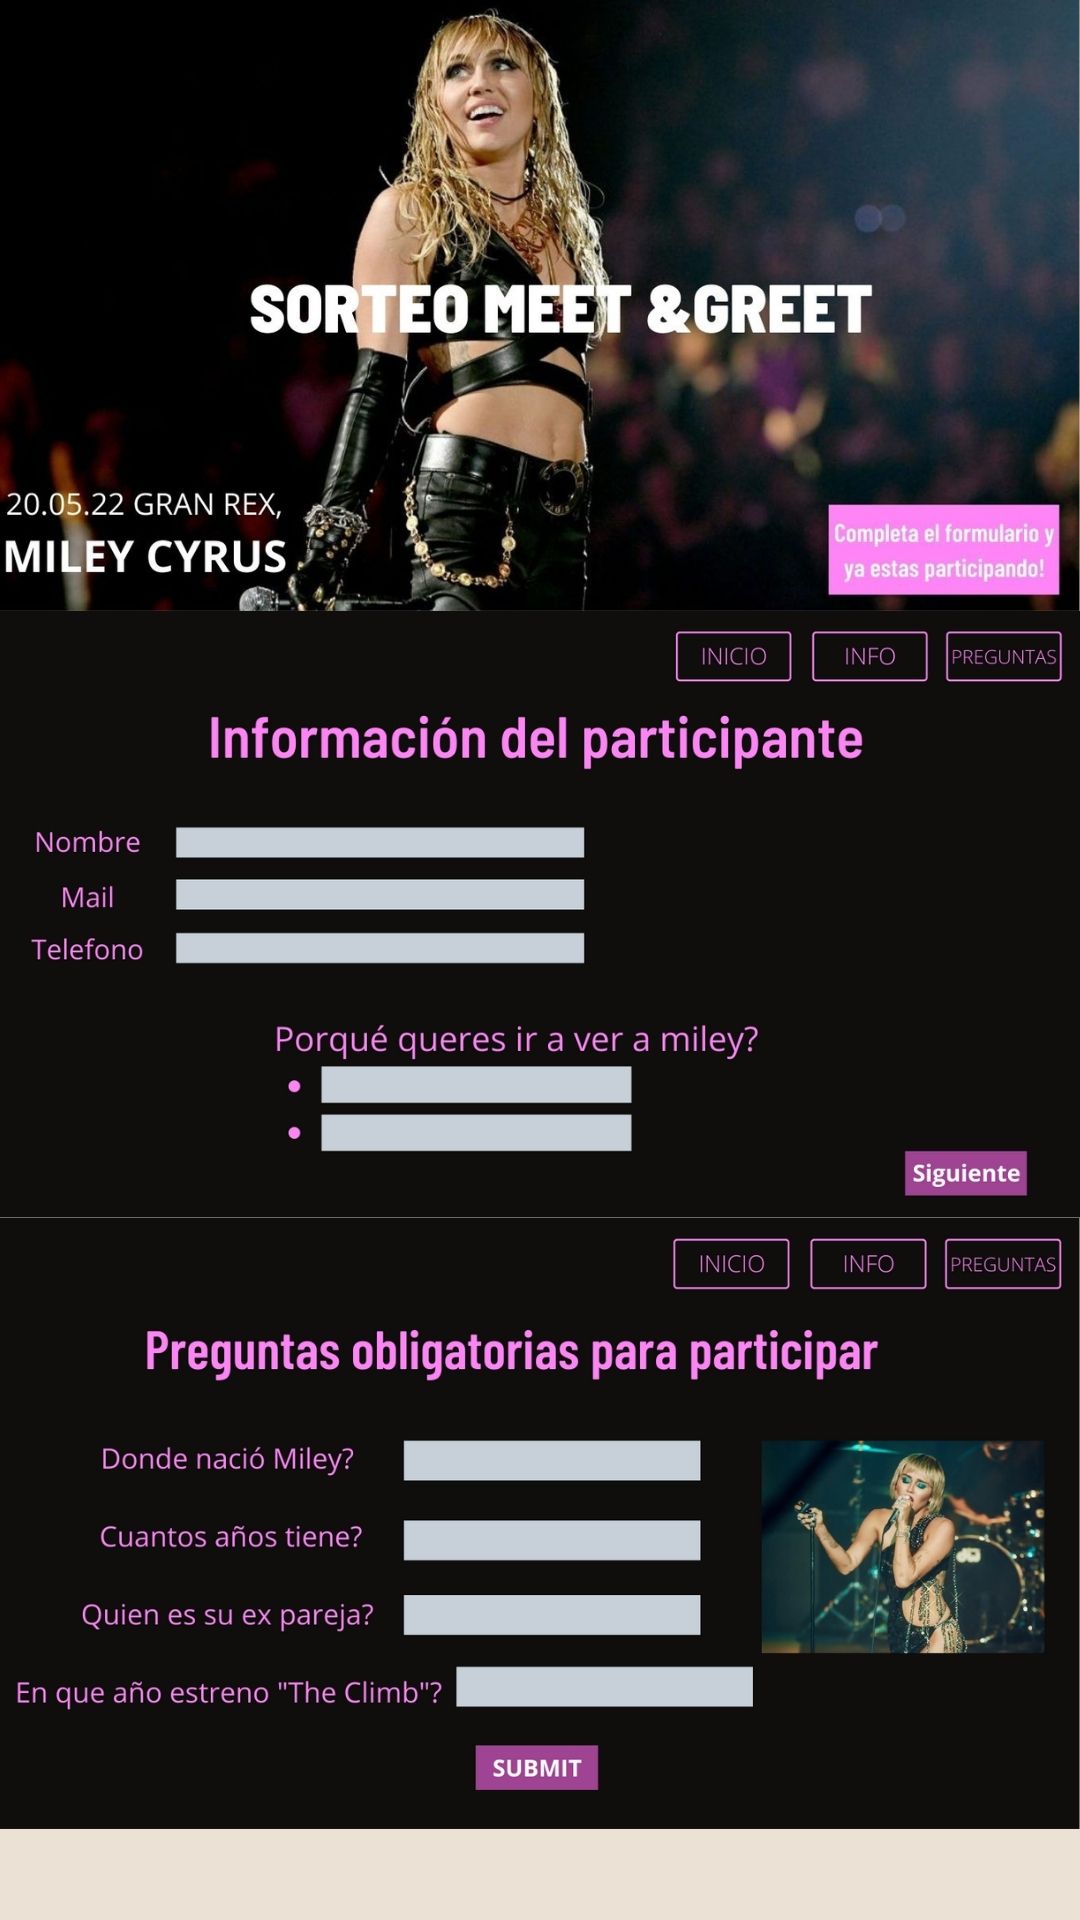 SORTEO MEET &GREET
20.05.22 GRAN REX,
MILEY CYRUS
Completa el formulario y
ya estas participando!
INICIO INFO PREGUNTAS
Información del participante
Nombre
Mail
Telefono
Porqué queres ir a ver a miley?
Siguiente
INICIO INFO PREGUNTAS
Preguntas obligatorias para participar
Donde nació Miley?
Cuantos años tiene?
Quien es su ex pareja?
En que año estreno "The Climb"?
SUBMIT